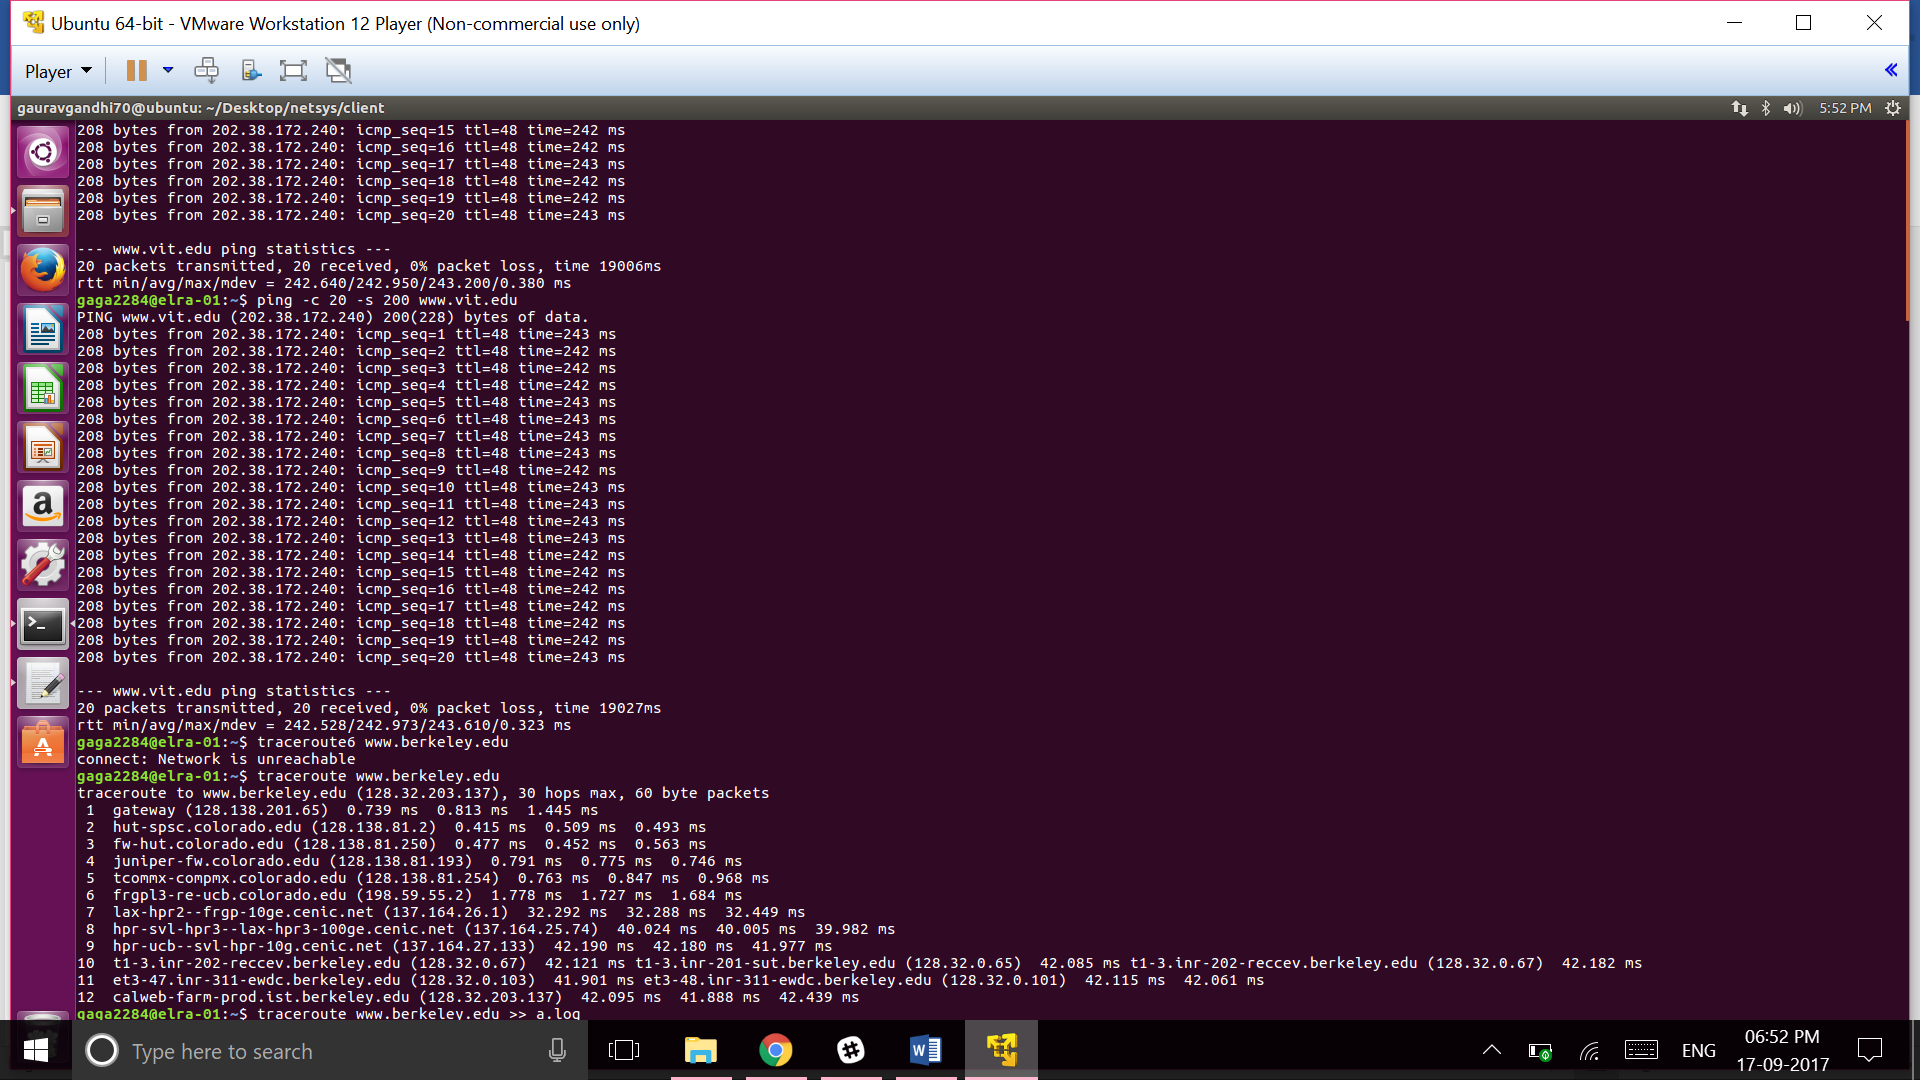 Ubuntu 64-bit - VMware Workstation 12 Player (Non-commercial use only)
Player
gauravgandhi70@ubuntu: ~/Desktop/netsys/client
5:52 PM
208 bytes from 202.38.172.240: icmp_seq=15 ttl=48 time=242 ms
208 bytes from 202.38.172.240: icmp_seq=16 ttl=48 time=242 ms
208 bytes from 202.38.172.240: icmp_seq=17 ttl=48 time=243 ms
208 bytes from 202.38.172.240: icmp_seq=18 ttl=48 time=242 ms
208 bytes from 202.38.172.240: icmp_seq=19 ttl=48 time=242 ms
208 bytes from 202.38.172.240: icmp_seq=20 ttl=48 time=243 ms
--- www.vit.edu ping statistics ---
20 packets transmitted, 20 received, 0% packet loss, time 19006ms
rtt min/avg/max/mdev = 242.640/242.950/243.200/0.380 ms
gaga2284@elra-01:~$ ping -c 20 -s 200 www.vit.edu
PING www.vit.edu (202.38.172.240) 200(228) bytes of data.
208 bytes from 202.38.172.240: icmp_seq=1 ttl=48 time=243 ms
208 bytes from 202.38.172.240: icmp_seq=2 ttl=48 time=242 ms
208 bytes from 202.38.172.240: icmp_seq=3 ttl=48 time=242 ms
208 bytes from 202.38.172.240: icmp_seq=4 ttl=48 time=242 ms
208 bytes from 202.38.172.240: icmp_seq=5 ttl=48 time=243 ms
208 bytes from 202.38.172.240: icmp_seq=6 ttl=48 time=243 ms
208 bytes from 202.38.172.240: icmp_seq=7 ttl=48 time=243 ms
208 bytes from 202.38.172.240: icmp_seq=8 ttl=48 time=243 ms
208 bytes from 202.38.172.240: icmp_seq=9 ttl=48 time=242 ms
208 bytes from 202.38.172.240: icmp_seq=10 ttl=48 time=243 ms
208 bytes from 202.38.172.240: icmp_seq=11 ttl=48 time=243 ms
208 bytes from 202.38.172.240: icmp_seq=12 ttl=48 time=243 ms
208 bytes from 202.38.172.240: icmp_seq=13 ttl=48 time=243 ms
208 bytes from 202.38.172.240: icmp_seq=14 ttl=48 time=242 ms
208 bytes from 202.38.172.240: icmp_seq=15 ttl=48 time=242 ms
208 bytes from 202.38.172.240: icmp_seq=16 ttl=48 time=242 ms
208 bytes from 202.38.172.240: icmp_seq=17 ttl=48 time=242 ms
208 bytes from 202.38.172.240: icmp_seq=18 ttl=48 time=242 ms
208 bytes from 202.38.172.240: icmp_seq=19 ttl=48 time=242 ms
208 bytes from 202.38.172.240: icmp_seq=20 ttl=48 time=243 ms
--- www.vit.edu ping statistics ---
20 packets transmitted, 20 received, 0% packet loss, time 19027ms
rtt min/avg/max/mdev = 242.528/242.973/243.610/0.323 ms
gaga2284@elra-01:~$ traceroute6 www.berkeley.edu
connect: Network is unreachable
gaga2284@elra-01:~$ traceroute www.berkeley.edu
traceroute to www.berkeley.edu (128.32.203.137), 30 hops max, 60 byte packets
1 gateway (128.138.201.65) 0.739 ms 0.813 ms 1.445 ms
2 hut-spsc.colorado.edu (128.138.81.2) 0.415 ms 0.509 ms 0.493 ms
3 fw-hut.colorado.edu (128.138.81.250) 0.477 ms 0.452 ms 0.563 ms
4 juniper-fw.colorado.edu (128.138.81.193) 0.791 ms 0.775 ms 0.746 ms
5 tcommx-compmx.colorado.edu (128.138.81.254) 0.763 ms 0.847 ms 0.968 ms
6 frgpl3-re-ucb.colorado.edu (198.59.55.2) 1.778 ms 1.727 ms 1.684 ms
7 lax-hpr2--frgp-10ge.cenic.net (137.164.26.1) 32.292 ms 32.288 ms 32.449 ms
8 hpr-svl-hpr3--lax-hpr3-100ge.cenic.net (137.164.25.74) 40.024 ms 40.005 ms 39.982 ms
9 hpr-ucb--svl-hpr-10g.cenic.net (137.164.27.133) 42.190 ms 42.180 ms 41.977 ms
10 t1-3.inr-202-reccev.berkeley.edu (128.32.0.67) 42.121 ms t1-3.inr-201-sut.berkeley.edu (128.32.0.65) 42.085 ms t1-3.inr-202-reccev.berkeley.edu (128.32.0.67) 42.182 ms
11 et3-47.inr-311-ewdc.berkeley.edu (128.32.0.103) 41.901 ms et3-48.inr-311-ewdc.berkeley.edu (128.32.0.101) 42.115 ms 42.061 ms
12 calweb-farm-prod.ist.berkeley.edu (128.32.203.137) 42.095 ms 41.888 ms 42.439 ms
gaga2284@elra-01:~$ traceroute www.berkeley.edu >> a.log
Type here to search
ENG
06:52 PM
17-09-2017